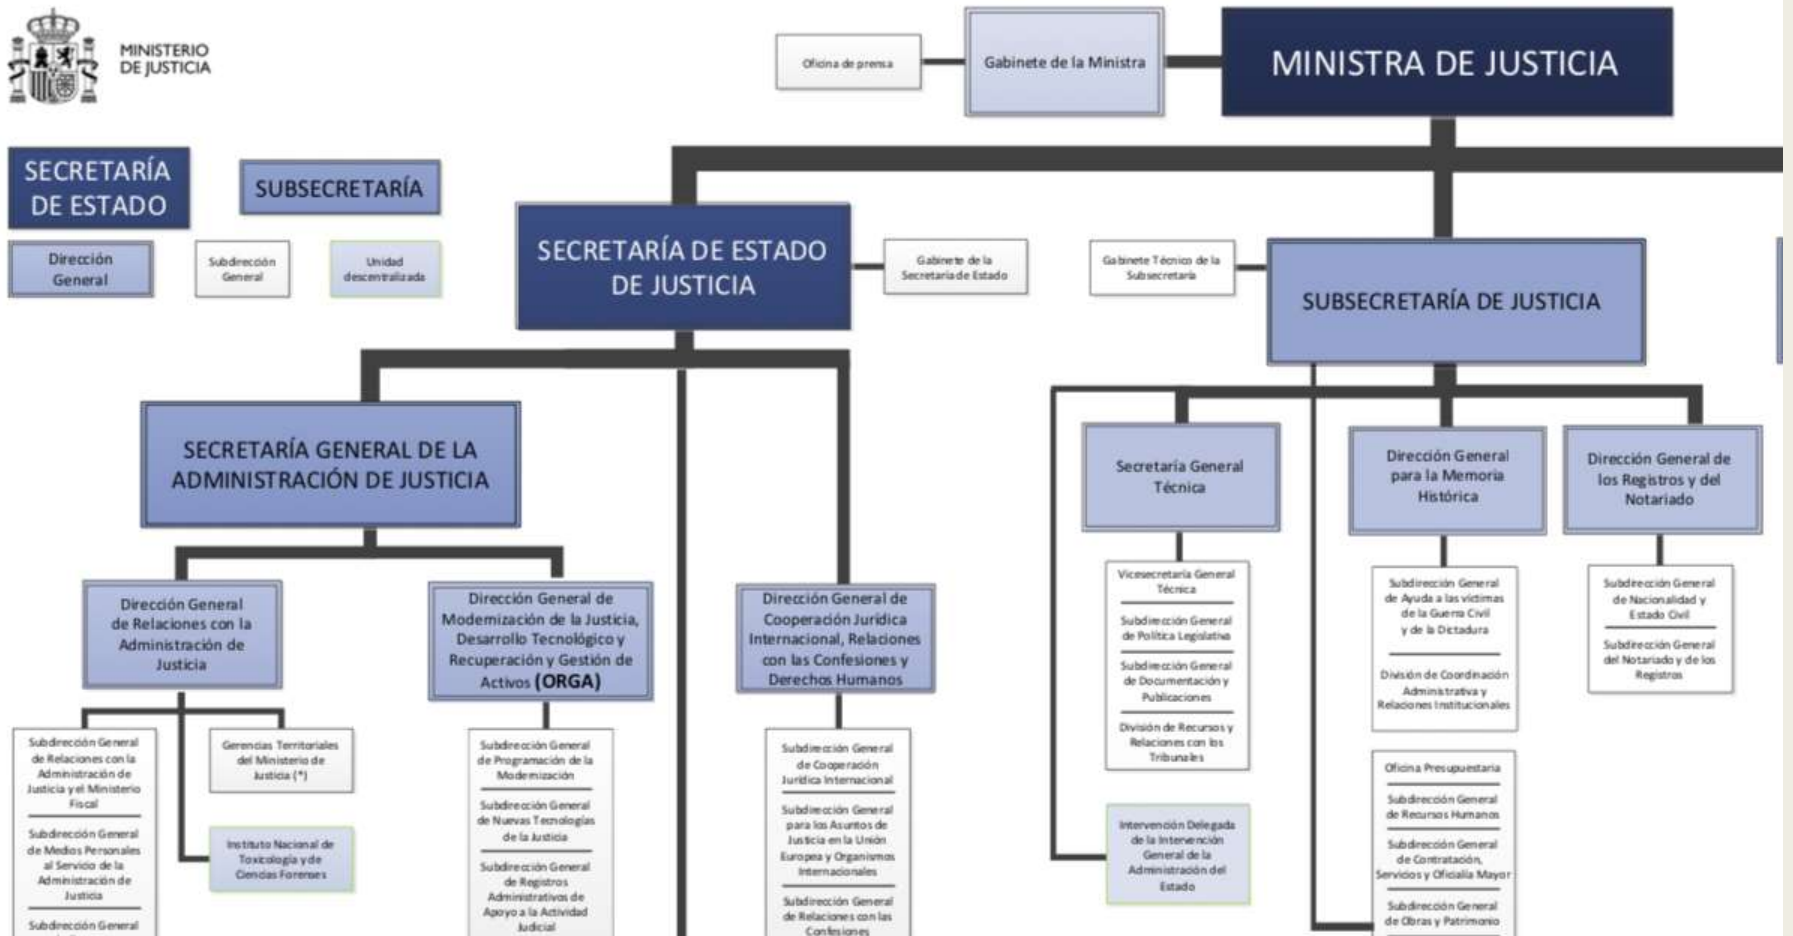 MINISTERIO
DE JUSTICIA
Oficina de prensa
Gabinete de la Ministra
MINISTRA DE JUSTICIA
SECRETARÍA
DE ESTADO
SUBSECRETARÍA
Dirección
General
Subdirección
General
Unidad
descentralizada
SECRETARÍA DE ESTADO
DE JUSTICIA
Gabinete de la
Secretaría de Estado
Gabinete Técnico de la
Subsecretaría
SUBSECRETARÍA DE JUSTICIA
SECRETARÍA GENERAL DE LA
ADMINISTRACIÓN DE JUSTICIA
Secretaría General
Técnica
Dirección General
para la Memoria
Histórica
Dirección General de
los Registros y del
Notariado
Dirección General
de Relaciones con la
Administración de
Justicia
Dirección General de
Modernización de la Justicia,
Desarrollo Tecnológico y
Recuperación y Gestión de
Activos (ORGA)
Dirección General de
Cooperación Jurídica
Internacional, Relaciones
con las Confesiones y
Derechos Humanos
Vicesecretaría General
Técnica
Subdirección General
de Política Legislativa
Subdirección General
de Documentación y
Publicaciones
División de Recursos y
Relaciones con los
Tribunales
Subdirección General
de Ayuda a las víctimas
de la Guerra Civil
y de la Dictadura
División de Coordinación
Administrativa y
Relaciones Institucionales
Subdirección General
de Nacionalidad y
Estado Civil
Subdirección General
del Notariado y de los
Registros
Subdirección General
de Relaciones con la
Administración de
Justicia y el Ministerio
Fiscal
Subdirección General
de Medios Personales
al Servicio de la
Administración de
Justicia
Subdirección General
Gerencias Territoriales
del Ministerio de
Justicia (*)
Instituto Nacional de
Toxicología y de
Ciencias Forenses
Subdirección General
de Programación de la
Modernización
Subdirección General
de Nuevas Tecnologías
de la Justicia
Subdirección General
de Registros
Administrativos de
Apoyo a la Actividad
Judicial
Subdirección General
de Cooperación
Jurídica Internacional
Subdirección General
para los Asuntos de
Justicia en la Unión
Europea y Organismos
Internacionales
Subdirección General
de Relaciones con las
Confesiones
Intervención Delegada
de la Intervención
General de la
Administración del
Estado
Oficina Presupuestaria
Subdirección General
de Recursos Humanos
Subdirección General
de Contratación,
Servicios y Oficialía Mayor
Subdirección General
de Obras y Patrimonio